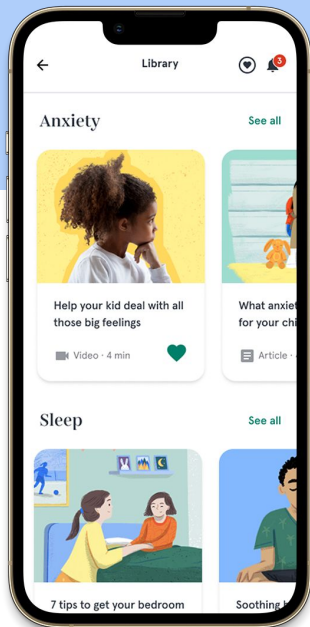 Library
3
Anxiety
See all
Help your kid deal with all
those big feelings
Video · 4 min
What anxiet
for your chi
Article ·
Sleep
See all
7 tips to get your bedroom
Soothing